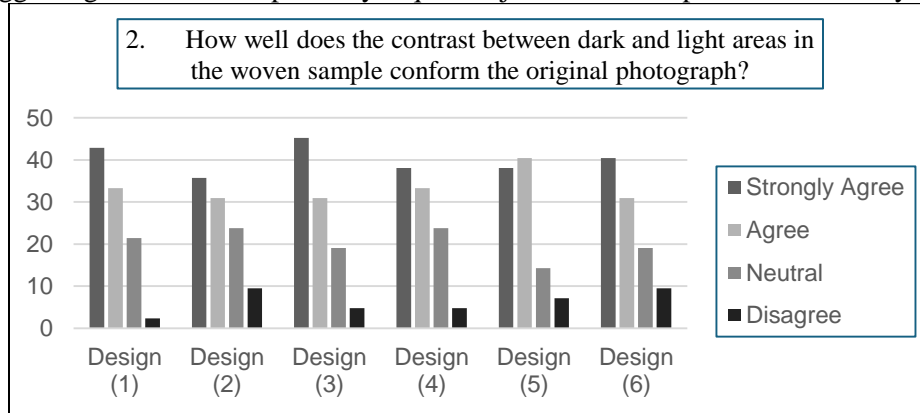 2. How well does the contrast between dark and light areas in
the woven sample conform the original photograph?
50
40
30
20
10
0
Design (1)
Design (2)
Design (3)
Design (4)
Design (5)
Design (6)
Strongly Agree
Agree
Neutral
Disagree